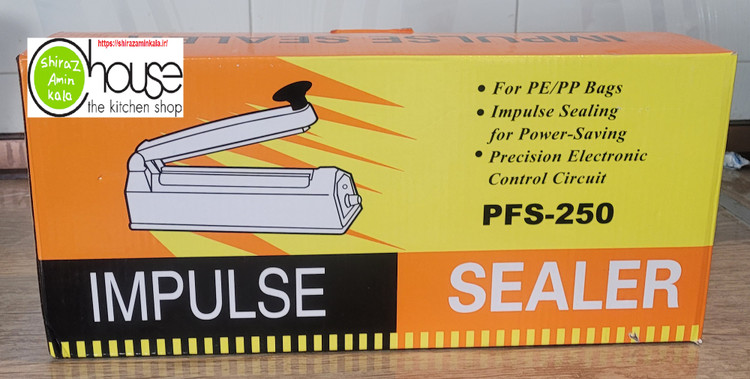 https://shirazaminkala.ir/
IMPULSE SEALER
shiraz
Amin
kala
house
the kitchen shop
• For PE/PP Bags
• Impulse Sealing
for Power-Saving
• Precision Electronic
Control Circuit
PFS-250
IMPULSE
SEALER